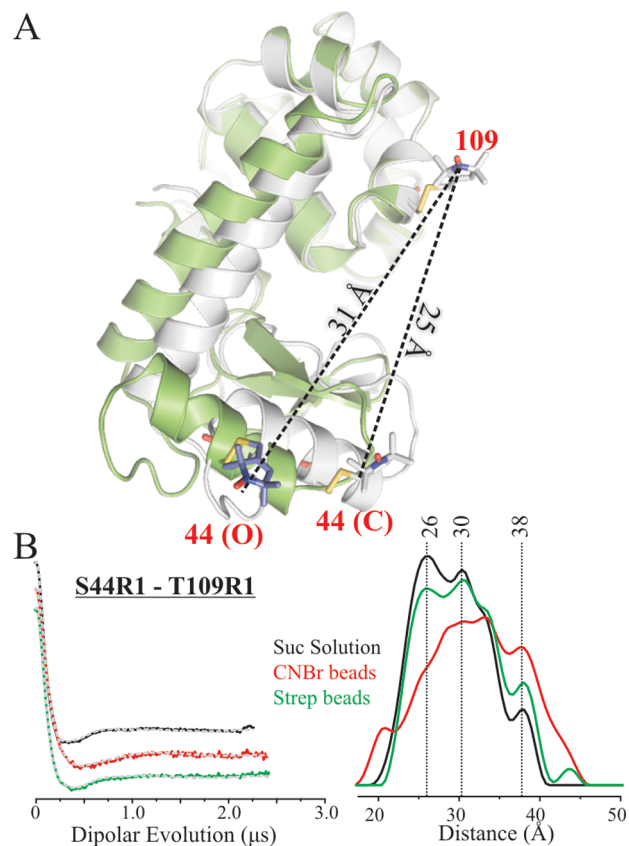 A
109
31 Å
25 Å
44 (O)
44 (C)
B
S44R1 - T109R1
26
30
38
Suc Solution
CNBr beads
Strep beads
0
1.0
2.0
3.0
Dipolar Evolution (µs)
20
30
40
50
Distance (Å)